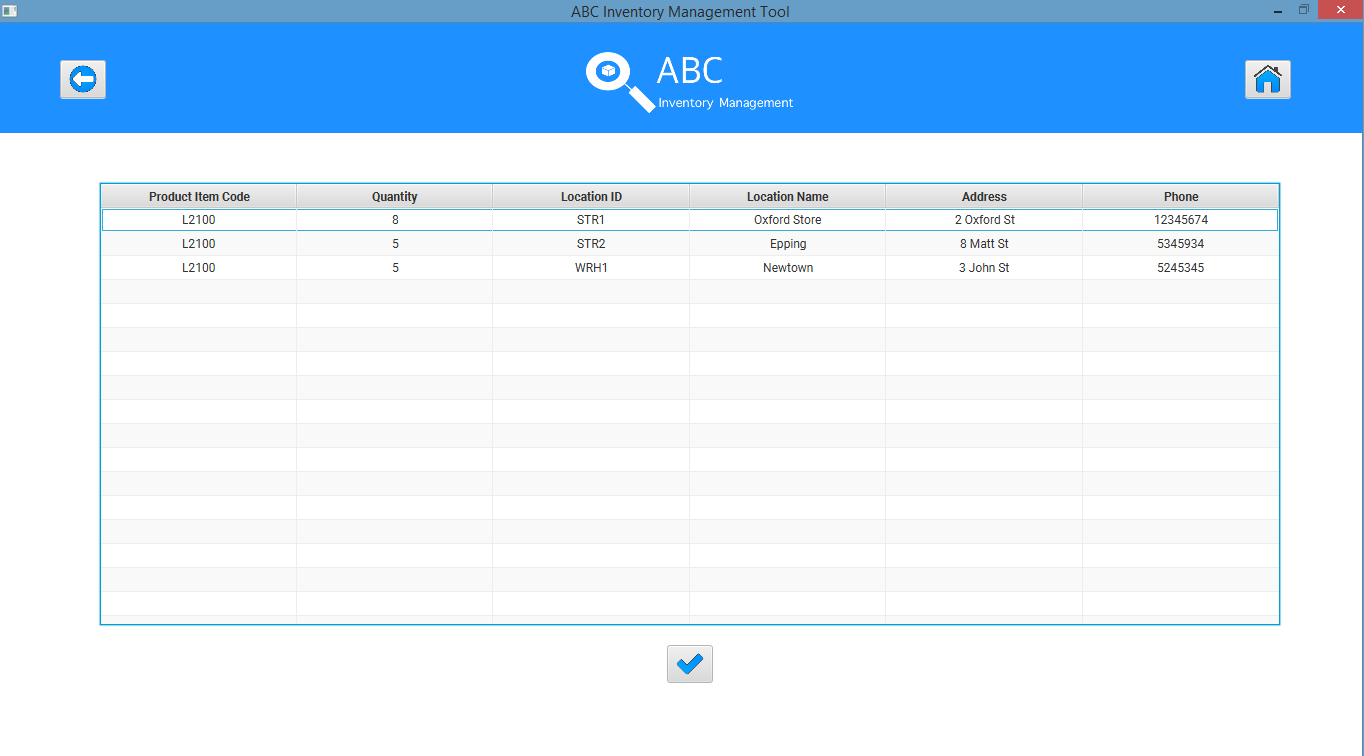 ABC Inventory Management Tool
ABC
Inventory Management
Product Item Code Quantity Location ID Location Name Address Phone
L2100 8 STR1 Oxford Store 2 Oxford St 12345674
L2100 5 STR2 Epping 8 Matt St 5345934
L2100 5 WRH1 Newtown 3 John St 5245345